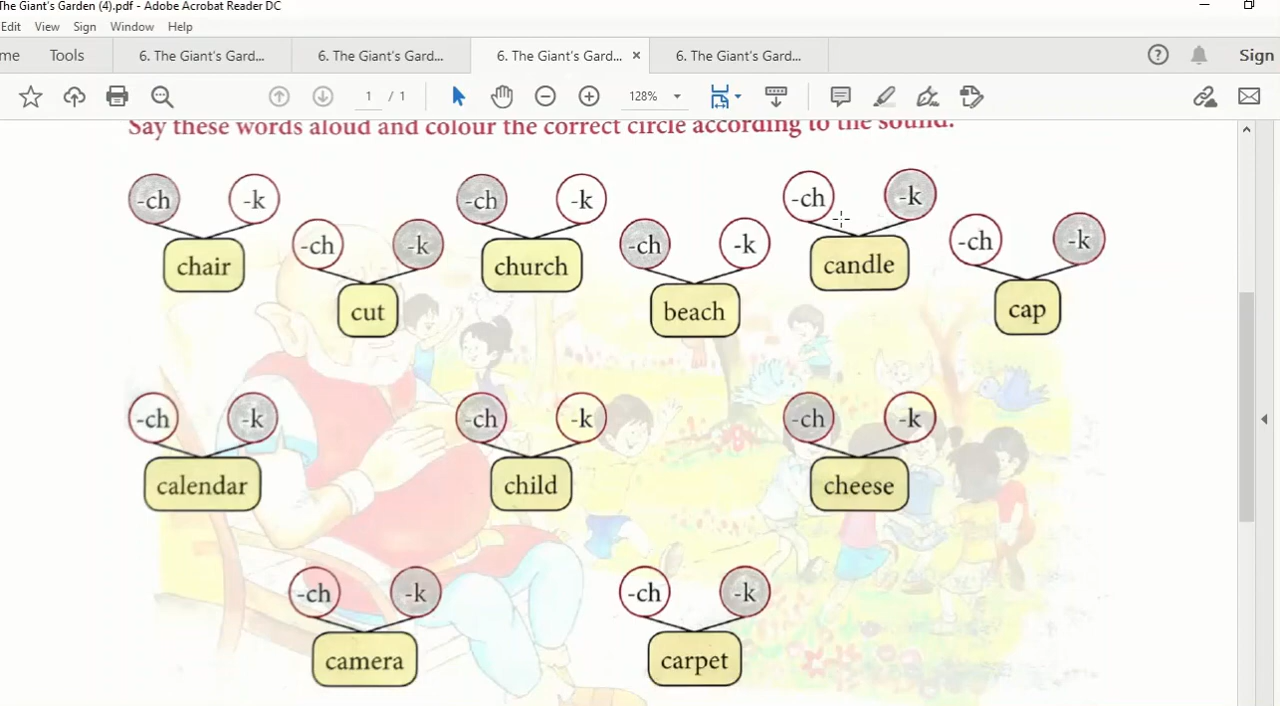 The Giant's Garden (4).pdf - Adobe Acrobat Reader DC
Edit View Sign Window Help
me Tools 6. The Giant's Gard... 6. The Giant's Gard... 6. The Giant's Gard... × 6. The Giant's Gard... Sign
1 / 1 128%
Say these words aloud and colour the correct circle according to the sound.
-ch -k -ch -k -ch -k
-ch -k -ch -k -ch -k
chair church candle
cut beach cap
-ch -k -ch -k -ch -k
calendar child cheese
-ch -k -ch -k
camera carpet